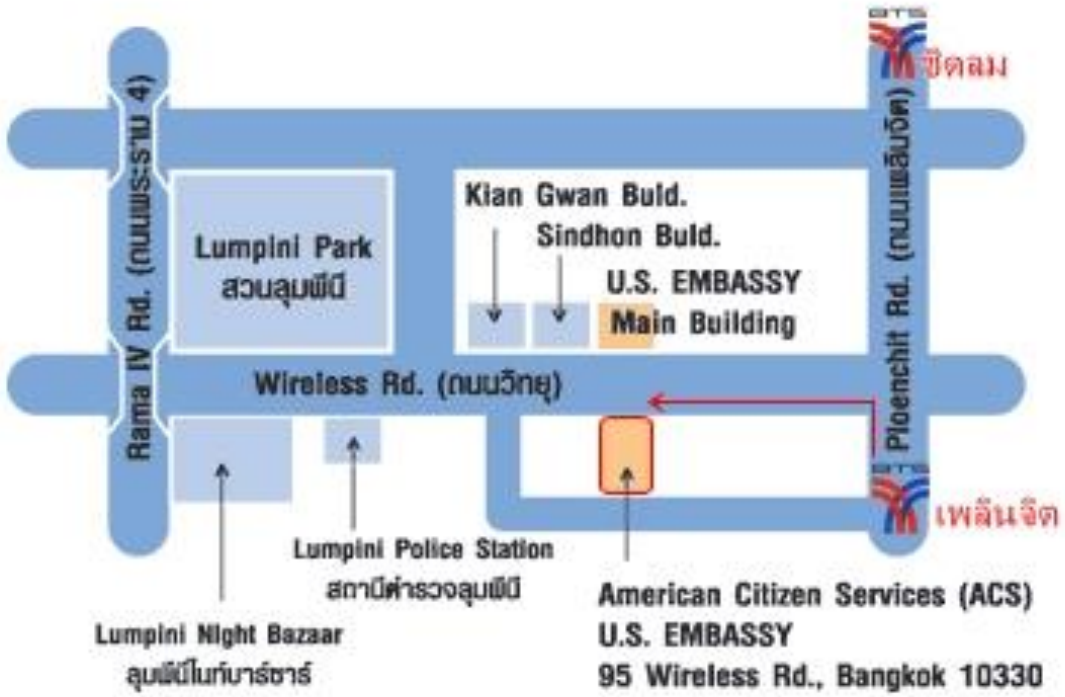 BTS
ชิดลม
Rama IV Rd. (ถนนพระราม 4)
Ploenchit Rd. (ถนนเพลินจิต)
Kian Gwan Buld.
Sindhon Buld.
Lumpini Park
สวนลุมพินี
U.S. EMBASSY
Main Building
Wireless Rd. (ถนนวิทยุ)
BTS
เพลินจิต
Lumpini Police Station
สถานีตำรวจลุมพินี
Lumpini Night Bazaar
ลุมพินีไนท์บาร์ซาร์
American Citizen Services (ACS)
U.S. EMBASSY
95 Wireless Rd., Bangkok 10330